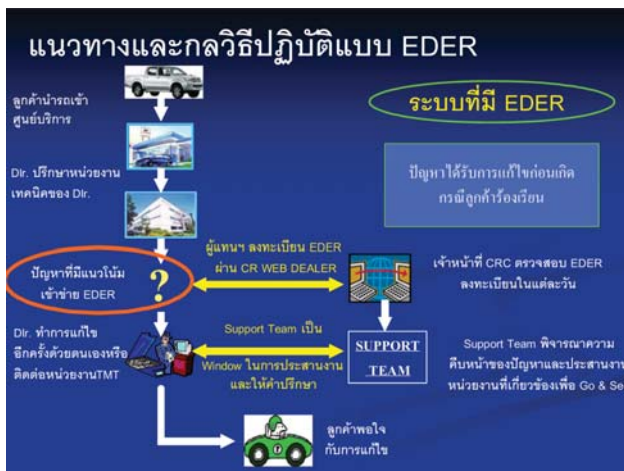 แนวทางและกลวิธีปฏิบัติแบบ EDER
ลูกค้านำรถเข้า
ศูนย์บริการ
ระบบที่มี EDER
Dlr. ปรึกษาหน่วยงาน
เทคนิคของ Dlr.
ปัญหาได้รับการแก้ไขก่อนเกิด
กรณีลูกค้าร้องเรียน
ปัญหาที่มีแนวโน้ม
เข้าข่าย EDER
?
ผู้แทนฯ ลงทะเบียน EDER
ผ่าน CR WEB DEALER
เจ้าหน้าที่ CRC ตรวจสอบ EDER
ลงทะเบียนในแต่ละวัน
Dlr. ทำการแก้ไข
อีกครั้งด้วยตนเองหรือ
ติดต่อหน่วยงานTMT
Support Team เป็น
Window ในการประสานงาน
และให้คำปรึกษา
SUPPORT
TEAM
Support Team พิจารณาความ
คืบหน้าของปัญหาและประสานงาน
หน่วยงานที่เกี่ยวข้องเพื่อ Go & Se
ลูกค้าพอใจ
กับการแก้ไข